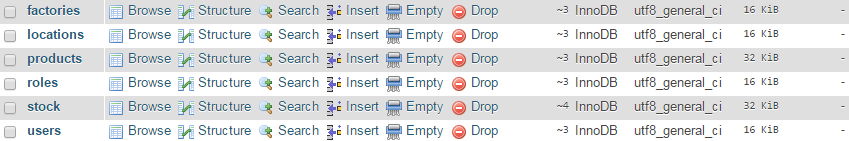 factories Browse Structure Search Insert Empty Drop ~3 InnoDB utf8_general_ci 16 KiB -
locations Browse Structure Search Insert Empty Drop ~3 InnoDB utf8_general_ci 16 KiB -
products Browse Structure Search Insert Empty Drop ~3 InnoDB utf8_general_ci 32 KiB -
roles Browse Structure Search Insert Empty Drop ~3 InnoDB utf8_general_ci 16 KiB -
stock Browse Structure Search Insert Empty Drop ~4 InnoDB utf8_general_ci 32 KiB -
users Browse Structure Search Insert Empty Drop ~3 InnoDB utf8_general_ci 16 KiB -